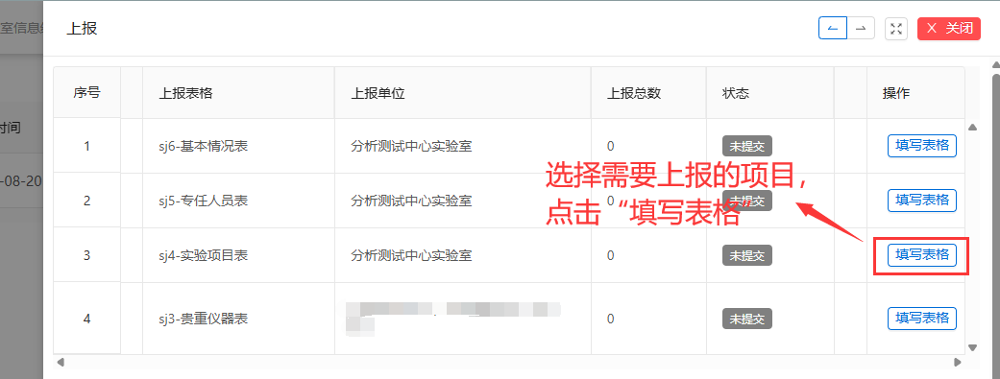 室信息统
上报
← → X 关闭
时间
-08-20
序号 上报表格 上报单位 上报总数 状态 操作
1 sj6-基本情况表 分析测试中心实验室 0 未提交 填写表格
2 sj5-专任人员表 分析测试中心实验室 0 未提交 填写表格
3 sj4-实验项目表 分析测试中心实验室 0 未提交 填写表格
4 sj3-贵重仪器表 0 未提交 填写表格
选择需要上报的项目，
点击“填写表格”